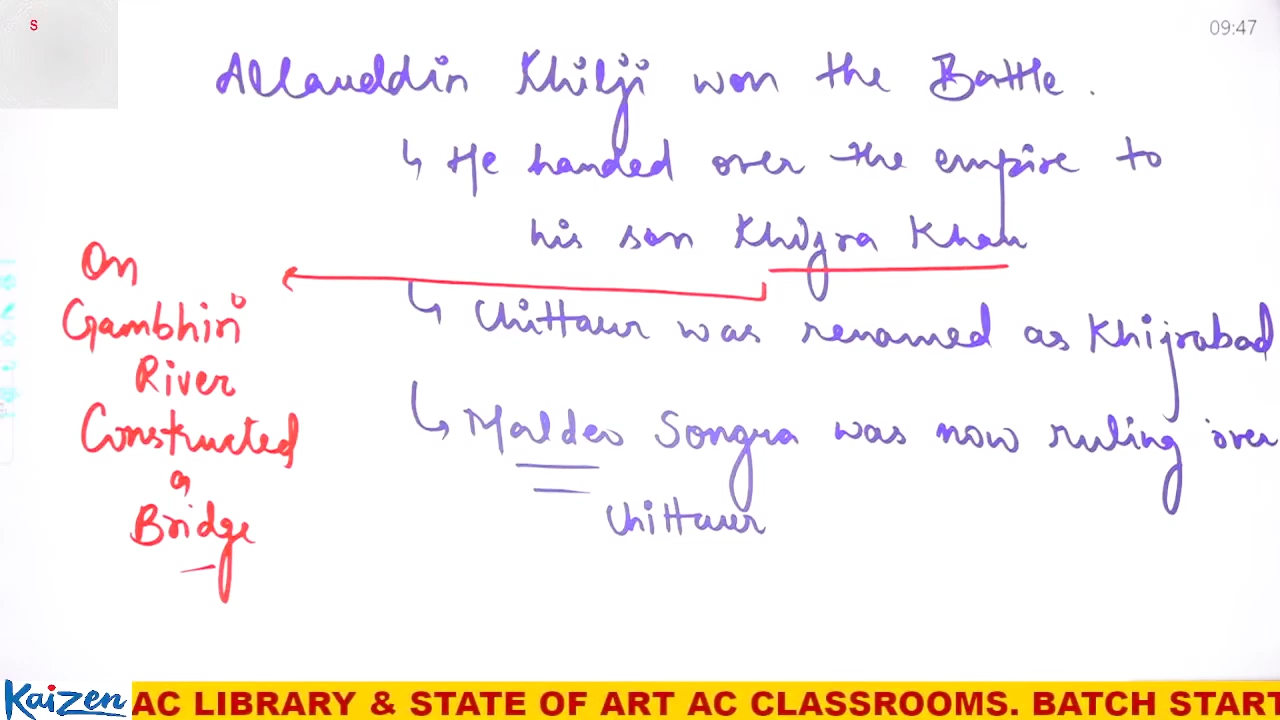 S
09:47
Allauddin Khilji won the Battle.
↳ He handed over the empire to
his son Khijra Khan
↳ Chittaur was renamed as Khijrabad
↳ Maldeo Songra was now ruling over
Chittaur
On
Gambhiri
River
Constructed
a
Bridge
Kaizen AC LIBRARY & STATE OF ART AC CLASSROOMS. BATCH START